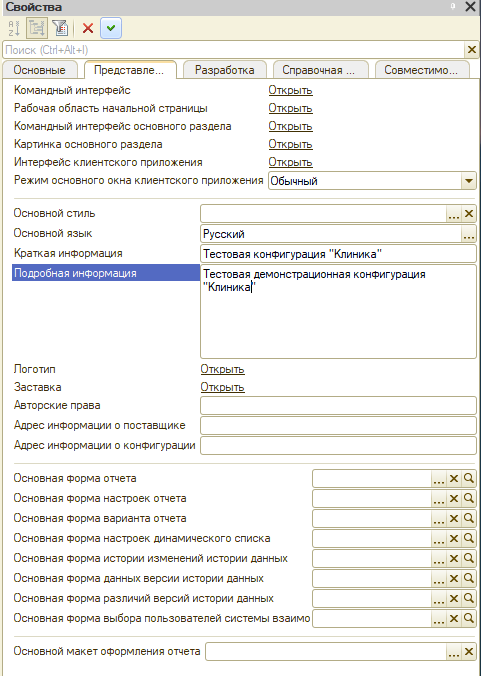 Свойства
Поиск (Ctrl+Alt+I)
Основные Представле... Разработка Справочная ... Совместимо...
Командный интерфейс Открыть
Рабочая область начальной страницы Открыть
Командный интерфейс основного раздела Открыть
Картинка основного раздела Открыть
Интерфейс клиентского приложения Открыть
Режим основного окна клиентского приложения Обычный
Основной стиль ...
Основной язык Русский ...
Краткая информация Тестовая конфигурация "Клиника"
Подробная информация Тестовая демонстрационная конфигурация
"Клиника"
Логотип Открыть
Заставка Открыть
Авторские права
Адрес информации о поставщике
Адрес информации о конфигурации
Основная форма отчета ...
Основная форма настроек отчета ...
Основная форма варианта отчета ...
Основная форма настроек динамического списка ...
Основная форма истории изменений истории данных ...
Основная форма данных версии истории данных ...
Основная форма различий версий истории данных ...
Основная форма выбора пользователей системы взаимо ...
Основной макет оформления отчета ...